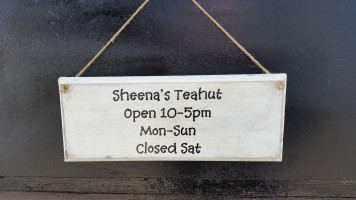 Sheena's Teahut
Open 10-5pm
Mon-Sun
Closed Sat